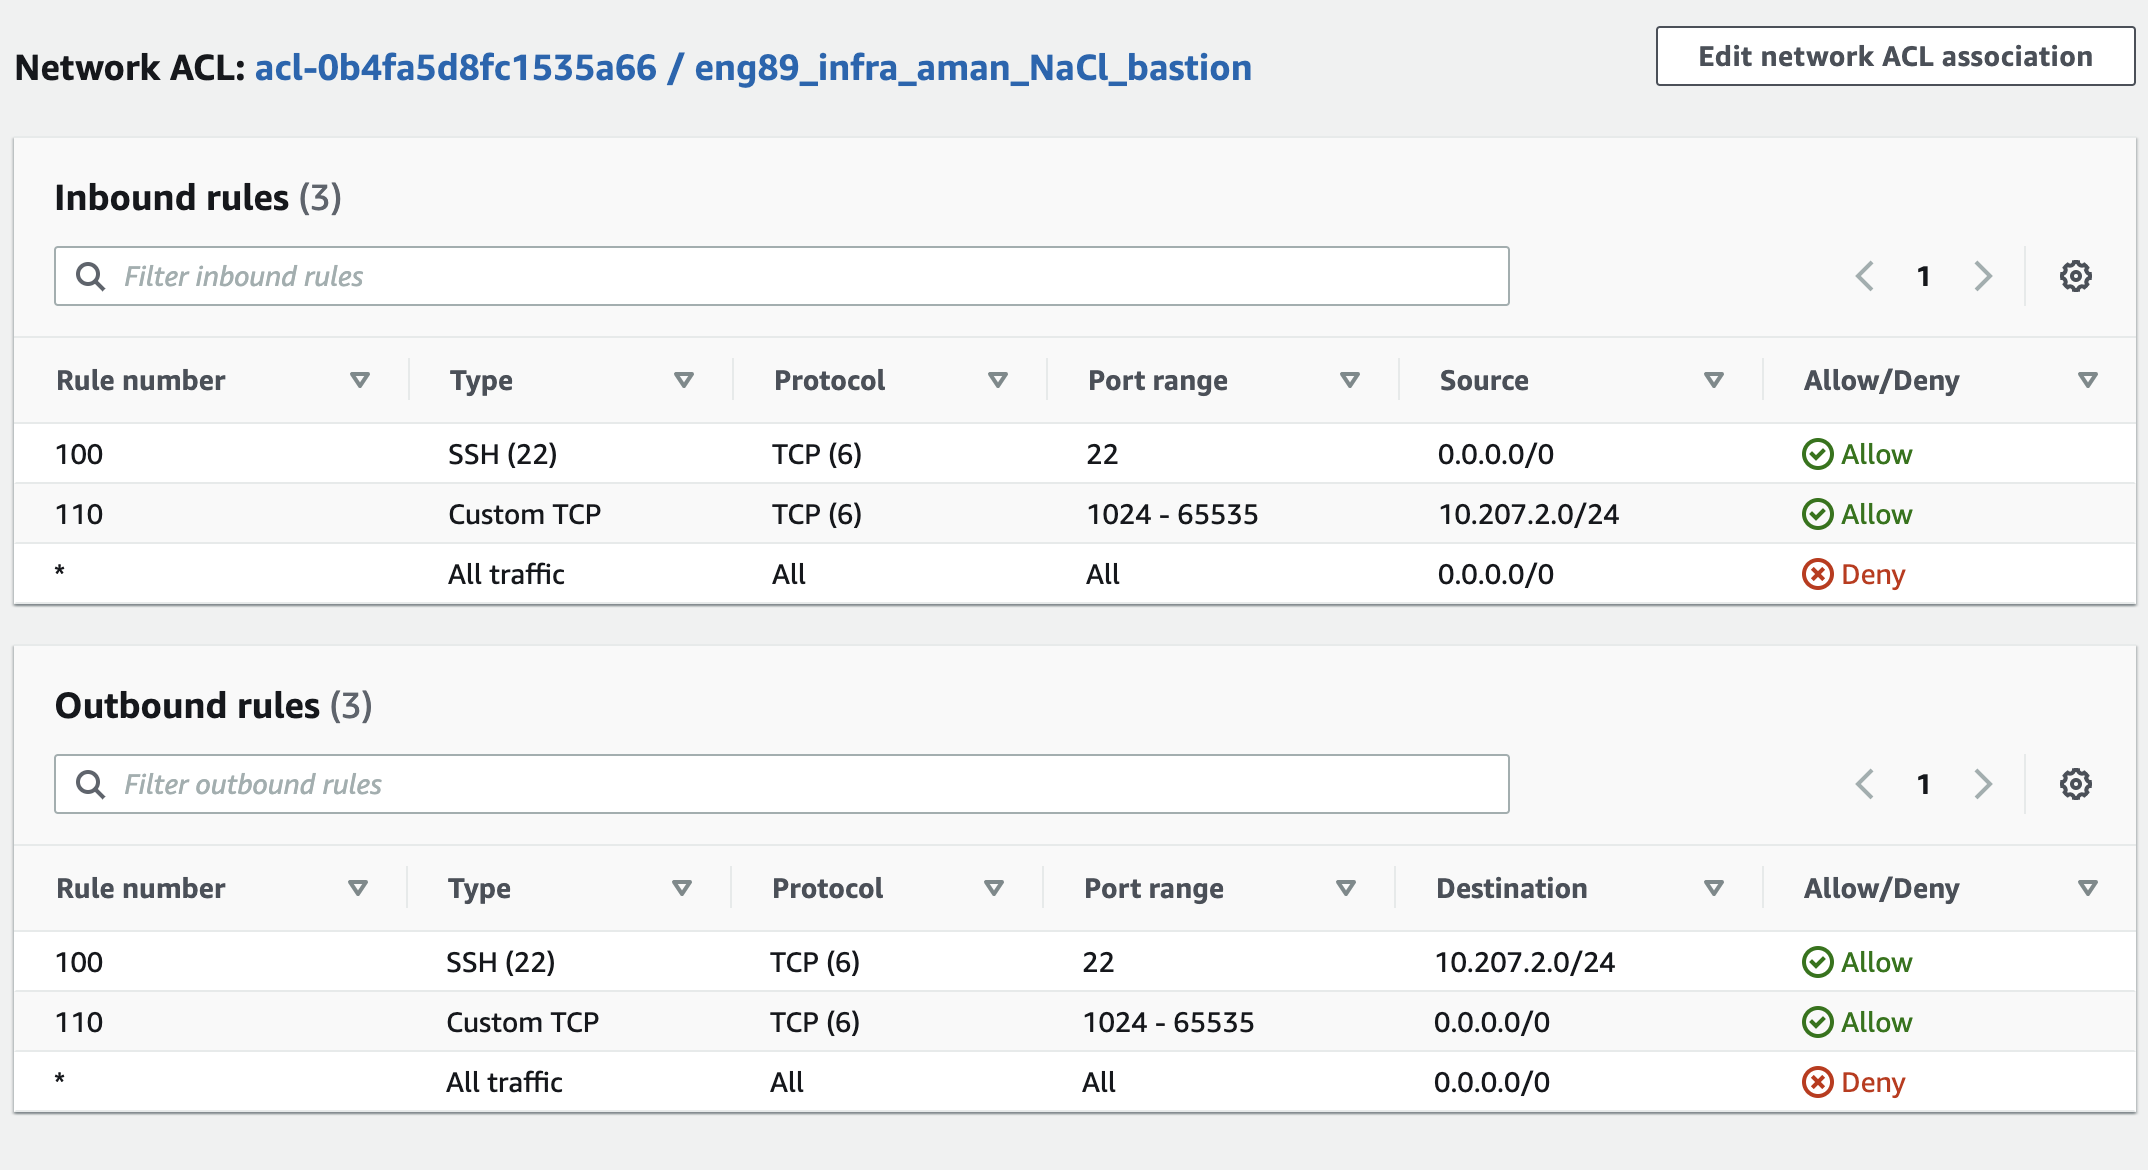 Network ACL: acl-0b4fa5d8fc1535a66 / eng89_infra_aman_NaCl_bastion
Edit network ACL association
Inbound rules (3)
Filter inbound rules
1
Rule number Type Protocol Port range Source Allow/Deny
100 SSH (22) TCP (6) 22 0.0.0.0/0 Allow
110 Custom TCP TCP (6) 1024 - 65535 10.207.2.0/24 Allow
* All traffic All All 0.0.0.0/0 Deny
Outbound rules (3)
Filter outbound rules
1
Rule number Type Protocol Port range Destination Allow/Deny
100 SSH (22) TCP (6) 22 10.207.2.0/24 Allow
110 Custom TCP TCP (6) 1024 - 65535 0.0.0.0/0 Allow
* All traffic All All 0.0.0.0/0 Deny